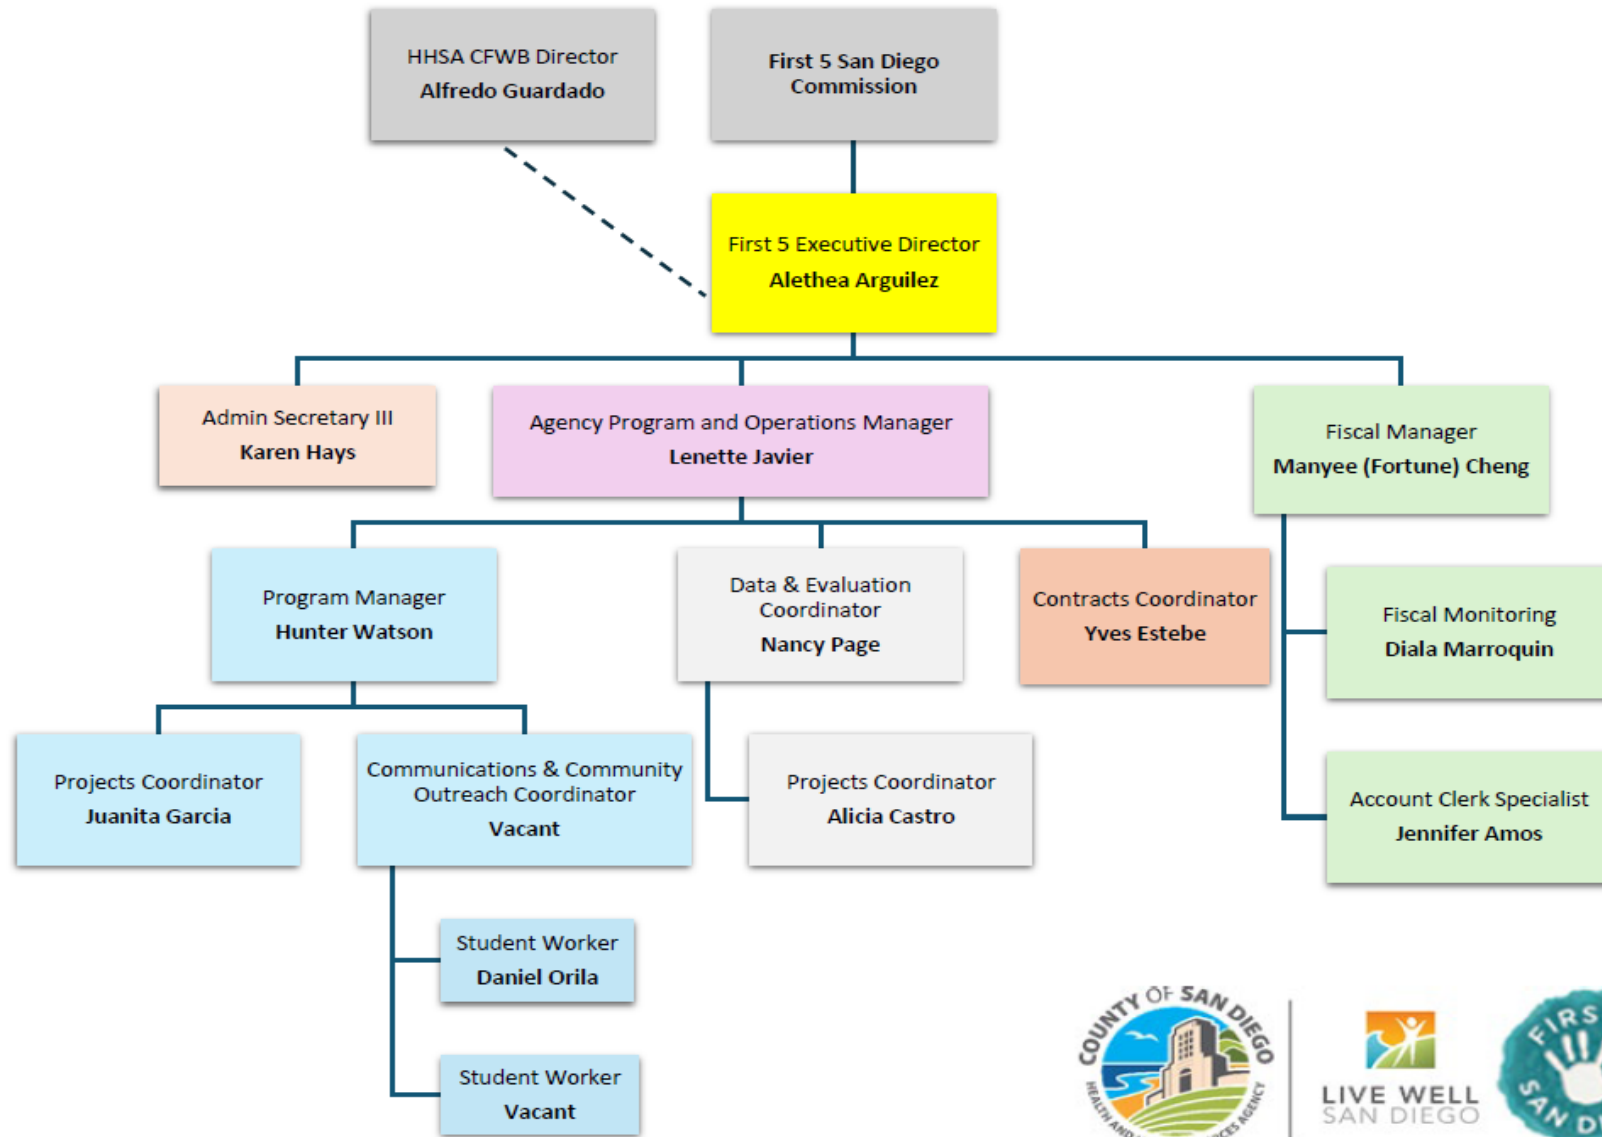 HHSA CFWB Director
Alfredo Guardado
First 5 San Diego
Commission
First 5 Executive Director
Alethea Arguilez
Admin Secretary III
Karen Hays
Agency Program and Operations Manager
Lenette Javier
Fiscal Manager
Manyee (Fortune) Cheng
Program Manager
Hunter Watson
Data & Evaluation
Coordinator
Nancy Page
Contracts Coordinator
Yves Estebe
Fiscal Monitoring
Diala Marroquin
Projects Coordinator
Juanita Garcia
Communications & Community
Outreach Coordinator
Vacant
Projects Coordinator
Alicia Castro
Account Clerk Specialist
Jennifer Amos
Student Worker
Daniel Orila
Student Worker
Vacant
COUNTY OF SAN DIEGO
HEALTH AND
AGENCY
LIVE WELL
SAN DIEGO
SAN